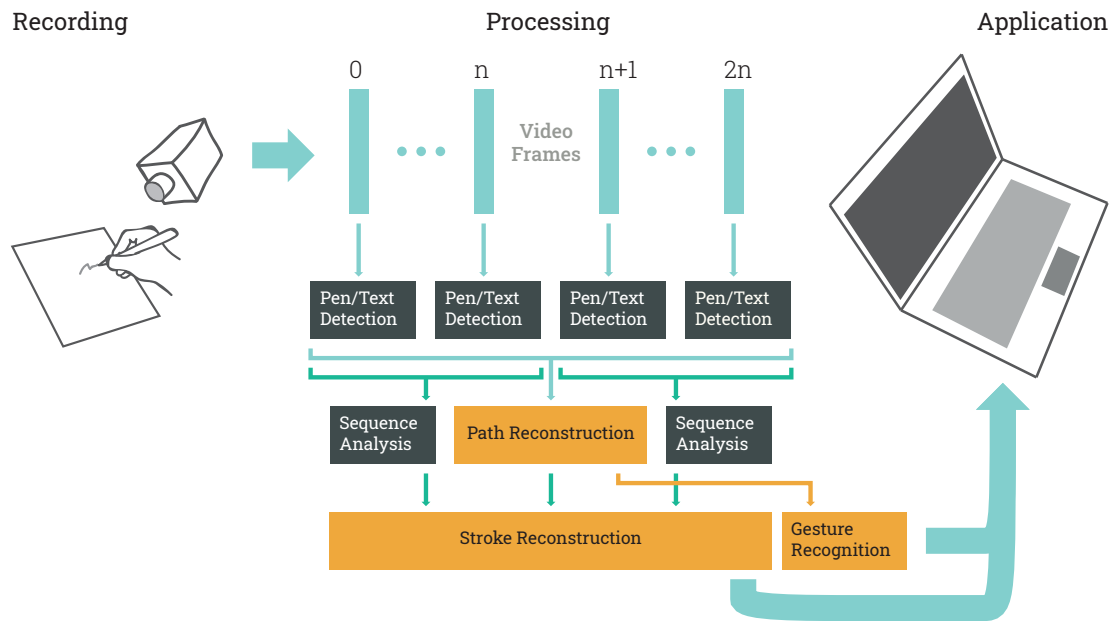 Recording
Processing
Application
0
n
n+1
2n
Video
Frames
Pen/Text
Detection
Pen/Text
Detection
Pen/Text
Detection
Pen/Text
Detection
Sequence
Analysis
Path Reconstruction
Sequence
Analysis
Stroke Reconstruction
Gesture
Recognition